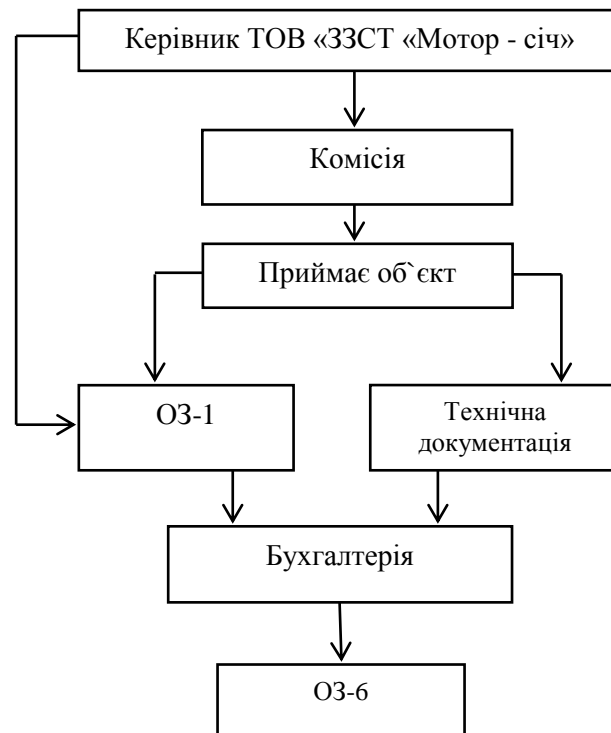 Керівник ТОВ «ЗЗСТ «Мотор - січ»
Комісія
Приймає об`єкт
ОЗ-1
Технічна
документація
Бухгалтерія
ОЗ-6